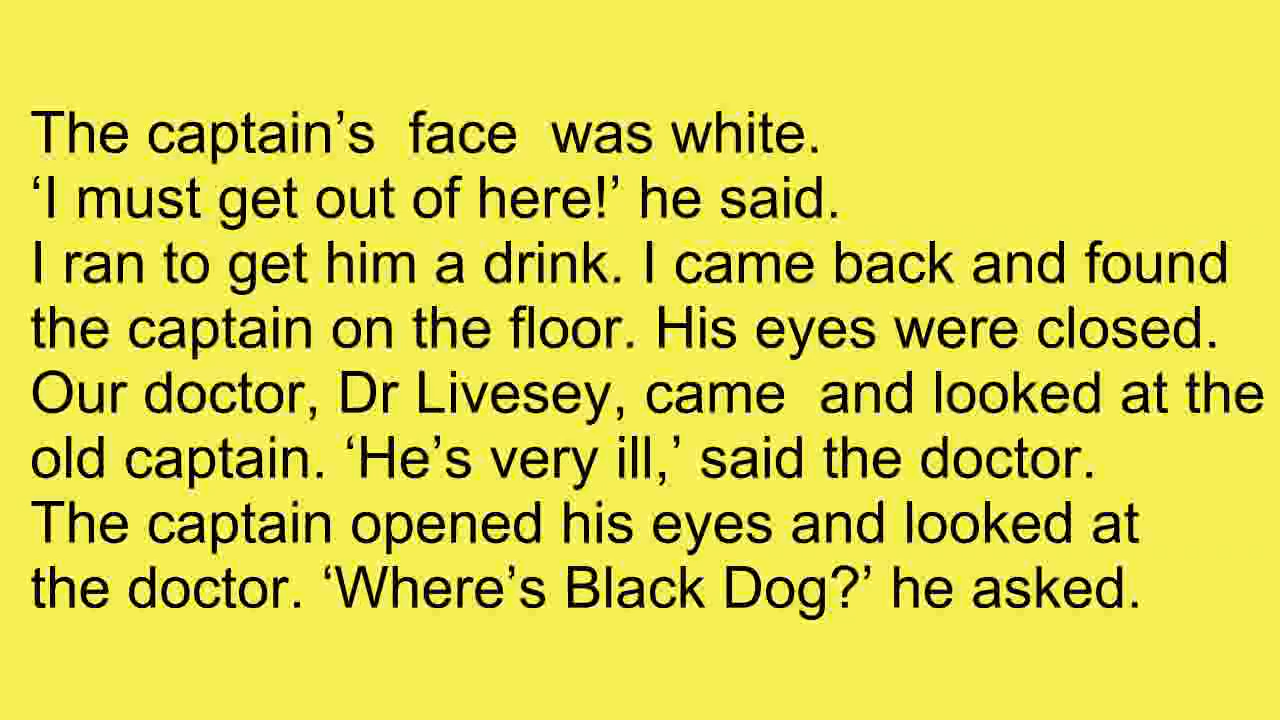 The captain’s  face  was white.
‘I must get out of here!’ he said.
I ran to get him a drink. I came back and found
the captain on the floor. His eyes were closed.
Our doctor, Dr Livesey, came  and looked at the
old captain. ‘He’s very ill,’ said the doctor.
The captain opened his eyes and looked at
the doctor. ‘Where’s Black Dog?’ he asked.